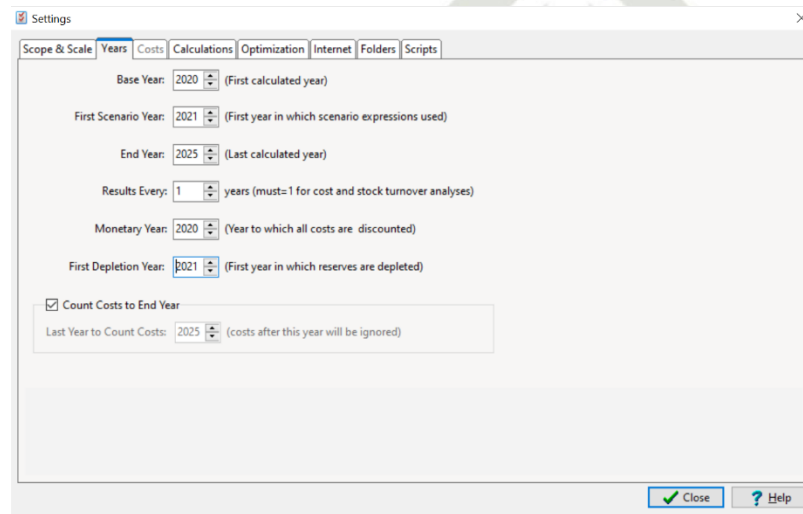 Settings
Scope & Scale Years Costs Calculations Optimization Internet Folders Scripts
Base Year: 2020 (First calculated year)
First Scenario Year: 2021 (First year in which scenario expressions used)
End Year: 2025 (Last calculated year)
Results Every: 1 years (must=1 for cost and stock turnover analyses)
Monetary Year: 2020 (Year to which all costs are discounted)
First Depletion Year: 2021 (First year in which reserves are depleted)
Count Costs to End Year
Last Year to Count Costs: 2025 (costs after this year will be ignored)
Close ? Help